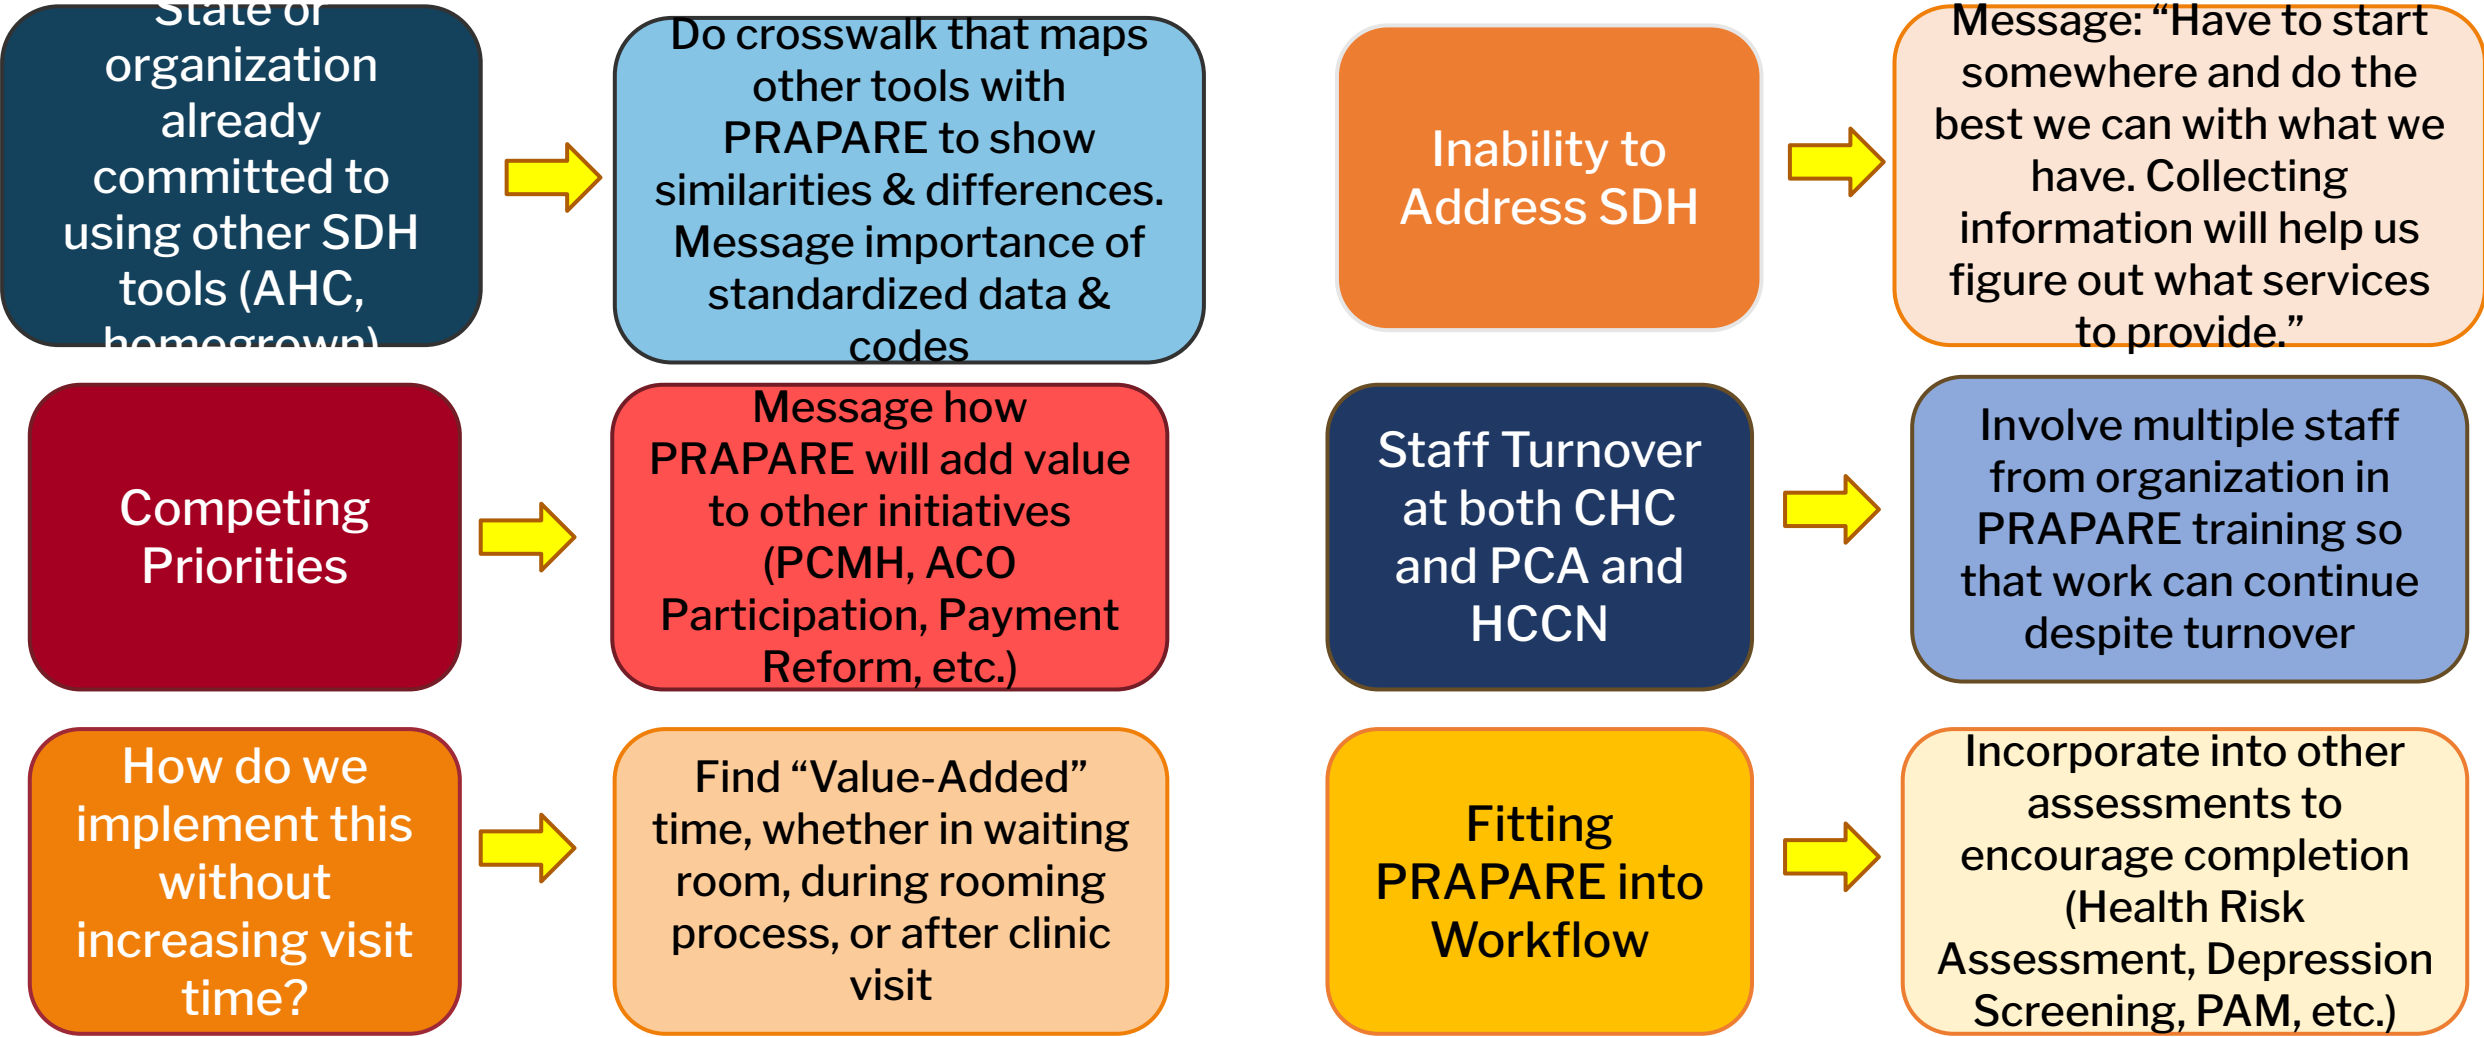 State or
organization
already
committed to
using other SDH
tools (AHC,
homegrown)
Do crosswalk that maps
other tools with
PRAPARE to show
similarities & differences.
Message importance of
standardized data &
codes
Inability to
Address SDH
Message: “Have to start
somewhere and do the
best we can with what we
have. Collecting
information will help us
figure out what services
to provide.”
Competing
Priorities
Message how
PRAPARE will add value
to other initiatives
(PCMH, ACO
Participation, Payment
Reform, etc.)
Staff Turnover
at both CHC
and PCA and
HCCN
Involve multiple staff
from organization in
PRAPARE training so
that work can continue
despite turnover
How do we
implement this
without
increasing visit
time?
Find “Value-Added”
time, whether in waiting
room, during rooming
process, or after clinic
visit
Fitting
PRAPARE into
Workflow
Incorporate into other
assessments to
encourage completion
(Health Risk
Assessment, Depression
Screening, PAM, etc.)